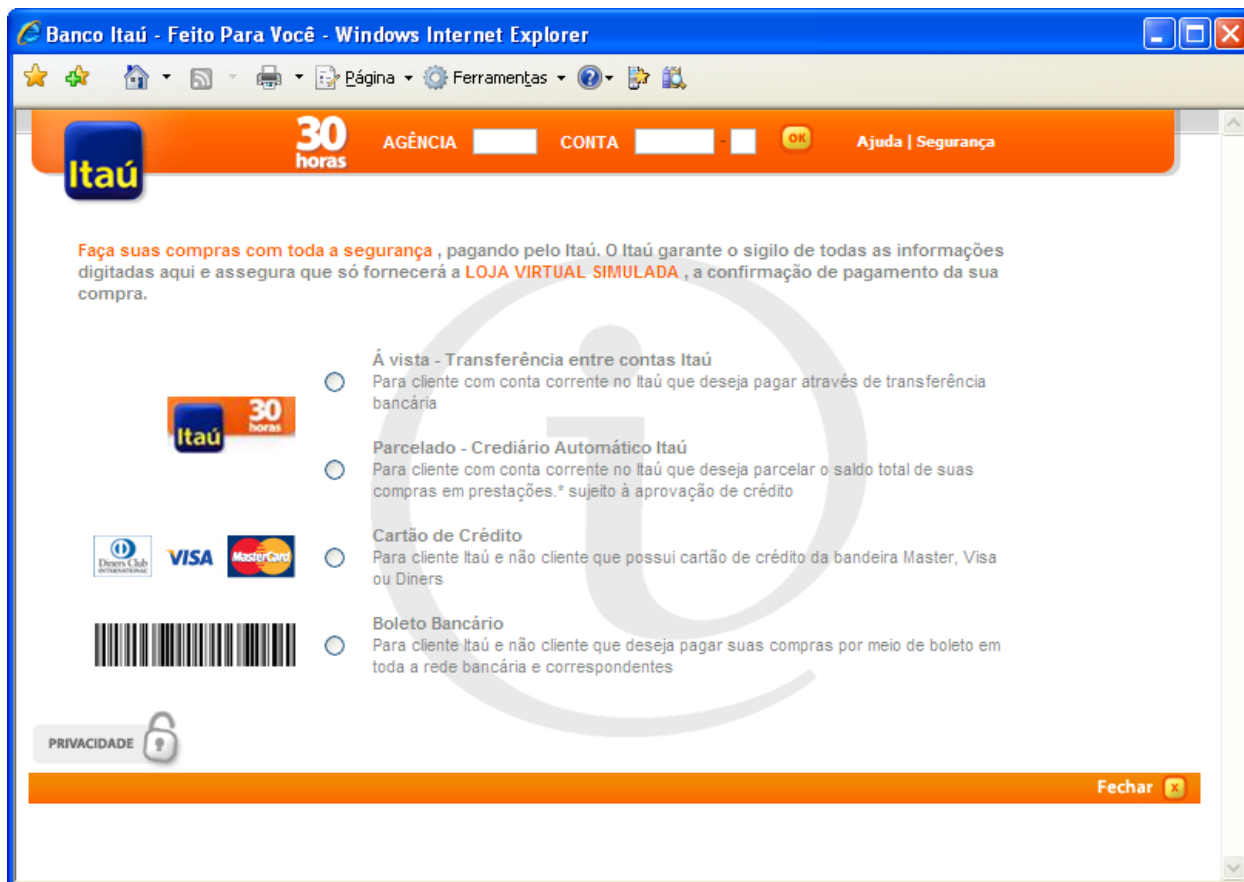 Banco Itaú - Feito Para Você - Windows Internet Explorer
Página Ferramentas
Itaú
30
horas
AGÊNCIA CONTA - OK Ajuda | Segurança
Faça suas compras com toda a segurança , pagando pelo Itaú. O Itaú garante o sigilo de todas as informações
digitadas aqui e assegura que só fornecerá a LOJA VIRTUAL SIMULADA , a confirmação de pagamento da sua
compra.
Á vista - Transferência entre contas Itaú
Para cliente com conta corrente no Itaú que deseja pagar através de transferência
bancária
Itaú
30
horas
Parcelado - Crediário Automático Itaú
Para cliente com conta corrente no Itaú que deseja parcelar o saldo total de suas
compras em prestações.* sujeito à aprovação de crédito
Diners Club
INTERNATIONAL
VISA
MasterCard
Cartão de Crédito
Para cliente Itaú e não cliente que possui cartão de crédito da bandeira Master, Visa
ou Diners
Boleto Bancário
Para cliente Itaú e não cliente que deseja pagar suas compras por meio de boleto em
toda a rede bancária e correspondentes
PRIVACIDADE
Fechar x